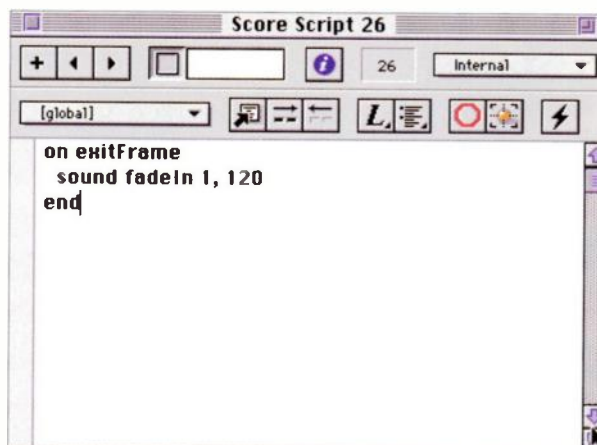 Score Script 26
26
Internal
[global]
L
on exitFrame
sound fadeIn 1, 120
end